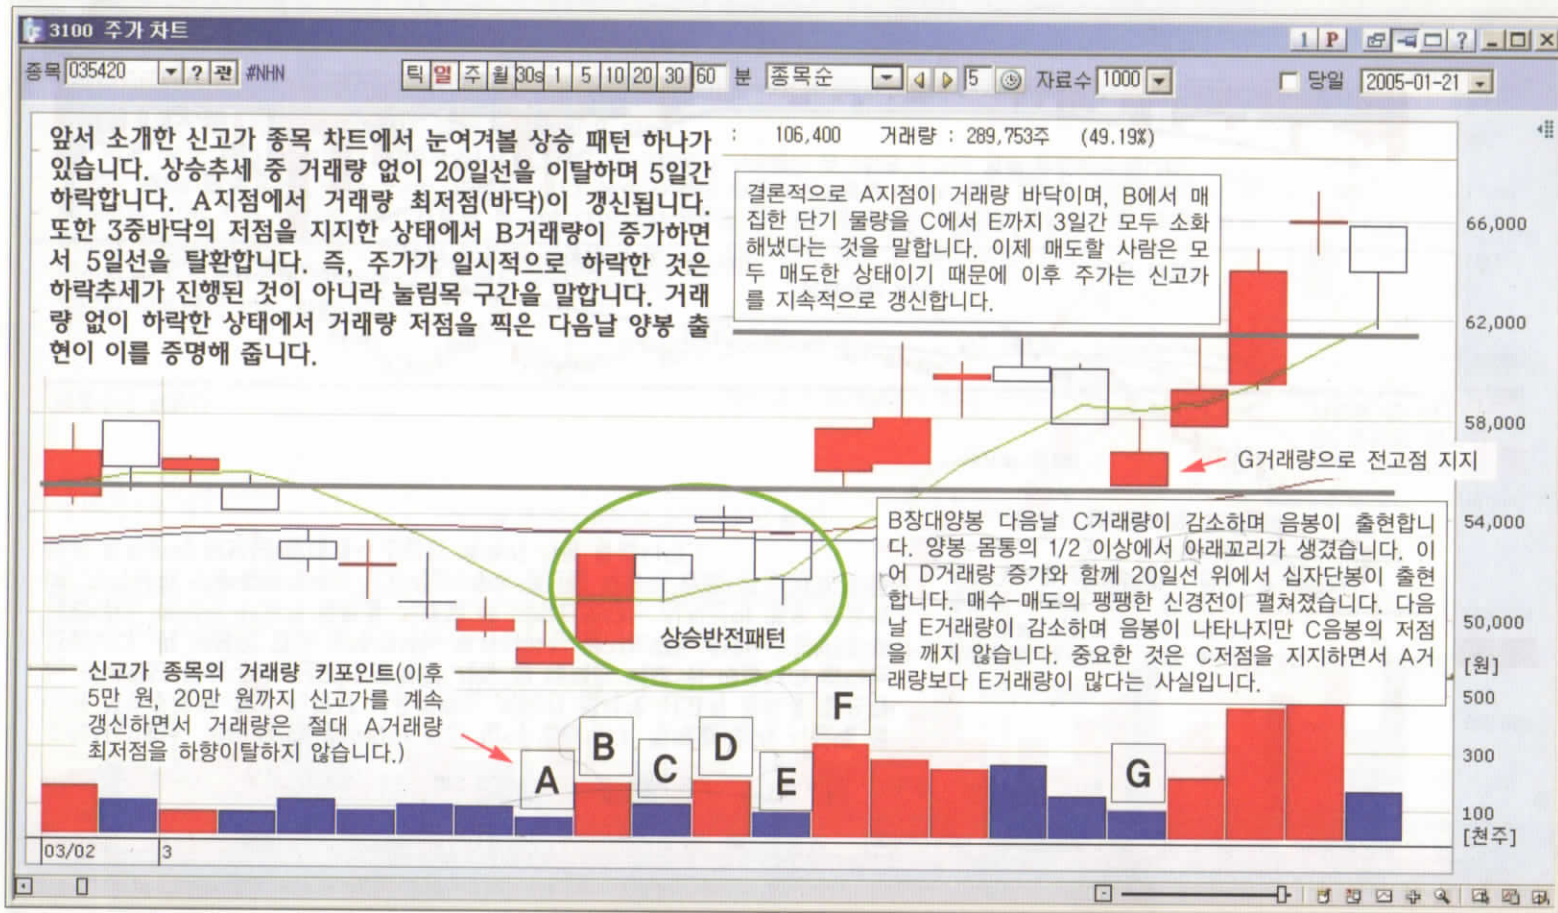 3100 주가 차트
1 P ?
종목 035420 ? 관 #NHN 틱 일 주 월 30s 1 5 10 20 30 60 분 종목순 5 자료수 1000 당일 2005-01-21
: 106,400 거래량 : 289,753주 (49.19%)
앞서 소개한 신고가 종목 차트에서 눈여겨볼 상승 패턴 하나가
있습니다. 상승추세 중 거래량 없이 20일선을 이탈하며 5일간
하락합니다. A지점에서 거래량 최저점(바닥)이 갱신됩니다.
또한 3중바닥의 저점을 지지한 상태에서 B거래량이 증가하면
서 5일선을 탈환합니다. 즉, 주가가 일시적으로 하락한 것은
하락추세가 진행된 것이 아니라 눌림목 구간을 말합니다. 거래
량 없이 하락한 상태에서 거래량 저점을 찍은 다음날 양봉 출
현이 이를 증명해 줍니다.
결론적으로 A지점이 거래량 바닥이며, B에서 매
집한 단기 물량을 C에서 E까지 3일간 모두 소화
해냈다는 것을 말합니다. 이제 매도할 사람은 모
두 매도한 상태이기 때문에 이후 주가는 신고가
를 지속적으로 갱신합니다.
66,000
62,000
58,000
G거래량으로 전고점 지지
54,000
B장대양봉 다음날 C거래량이 감소하며 음봉이 출현합니
다. 양봉 몸통의 1/2 이상에서 아래꼬리가 생겼습니다. 이
어 D거래량 증가와 함께 20일선 위에서 십자단봉이 출현
합니다. 매수-매도의 팽팽한 신경전이 펼쳐졌습니다. 다음
날 E거래량이 감소하며 음봉이 나타나지만 C음봉의 저점
을 깨지 않습니다. 중요한 것은 C저점을 지지하면서 A거
래량보다 E거래량이 많다는 사실입니다.
상승반전패턴
50,000
[원]
신고가 종목의 거래량 키포인트(이후
5만 원, 20만 원까지 신고가를 계속
갱신하면서 거래량은 절대 A거래량
최저점을 하향이탈하지 않습니다.)
A B C D E F G
500
300
100
[천주]
03/02 3